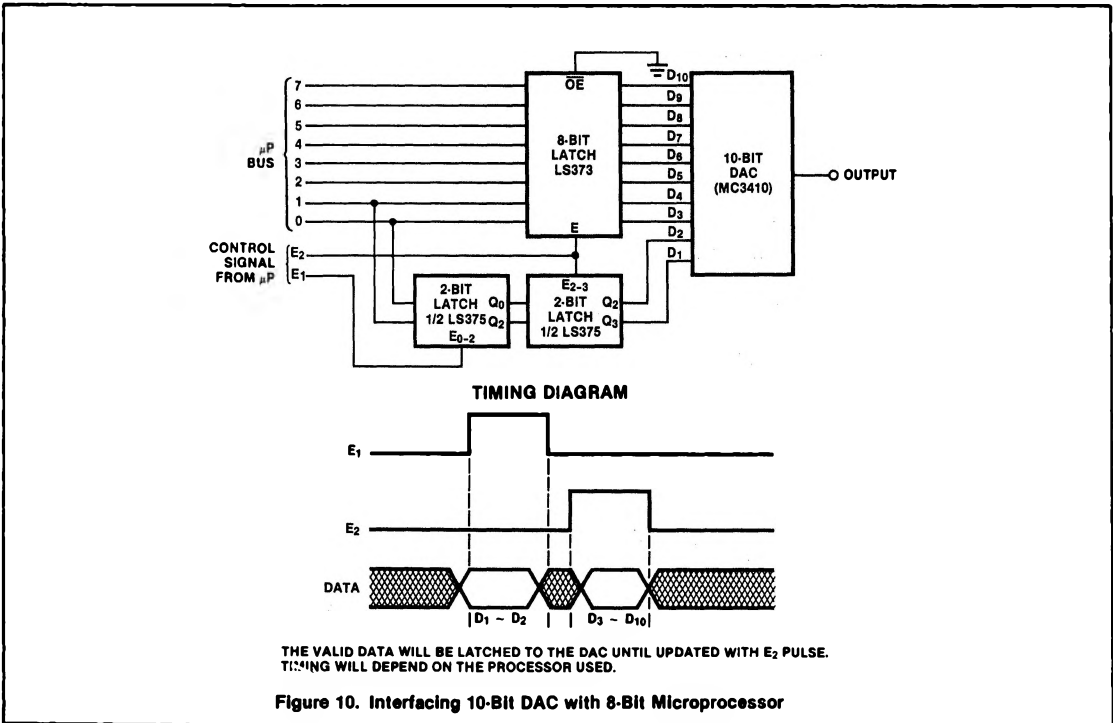 OE
D10
7
D9
6
D8
5
8-BIT
LATCH
LS373
D7
µP
BUS
4
D6
10-BIT
DAC
(MC3410)
3
D5
OUTPUT
2
D4
1
D3
0
E
D2
CONTROL
SIGNAL
FROM µP
E2
D1
E1
2-BIT
LATCH
1/2 LS375
Q0
Q2
E0-2
E2-3
2-BIT
LATCH
1/2 LS375
Q2
Q3
TIMING DIAGRAM
E1
E2
DATA
D1 ~ D2
D3 ~ D10
THE VALID DATA WILL BE LATCHED TO THE DAC UNTIL UPDATED WITH E2 PULSE.
TIMING WILL DEPEND ON THE PROCESSOR USED.
Figure 10. Interfacing 10-Bit DAC with 8-Bit Microprocessor